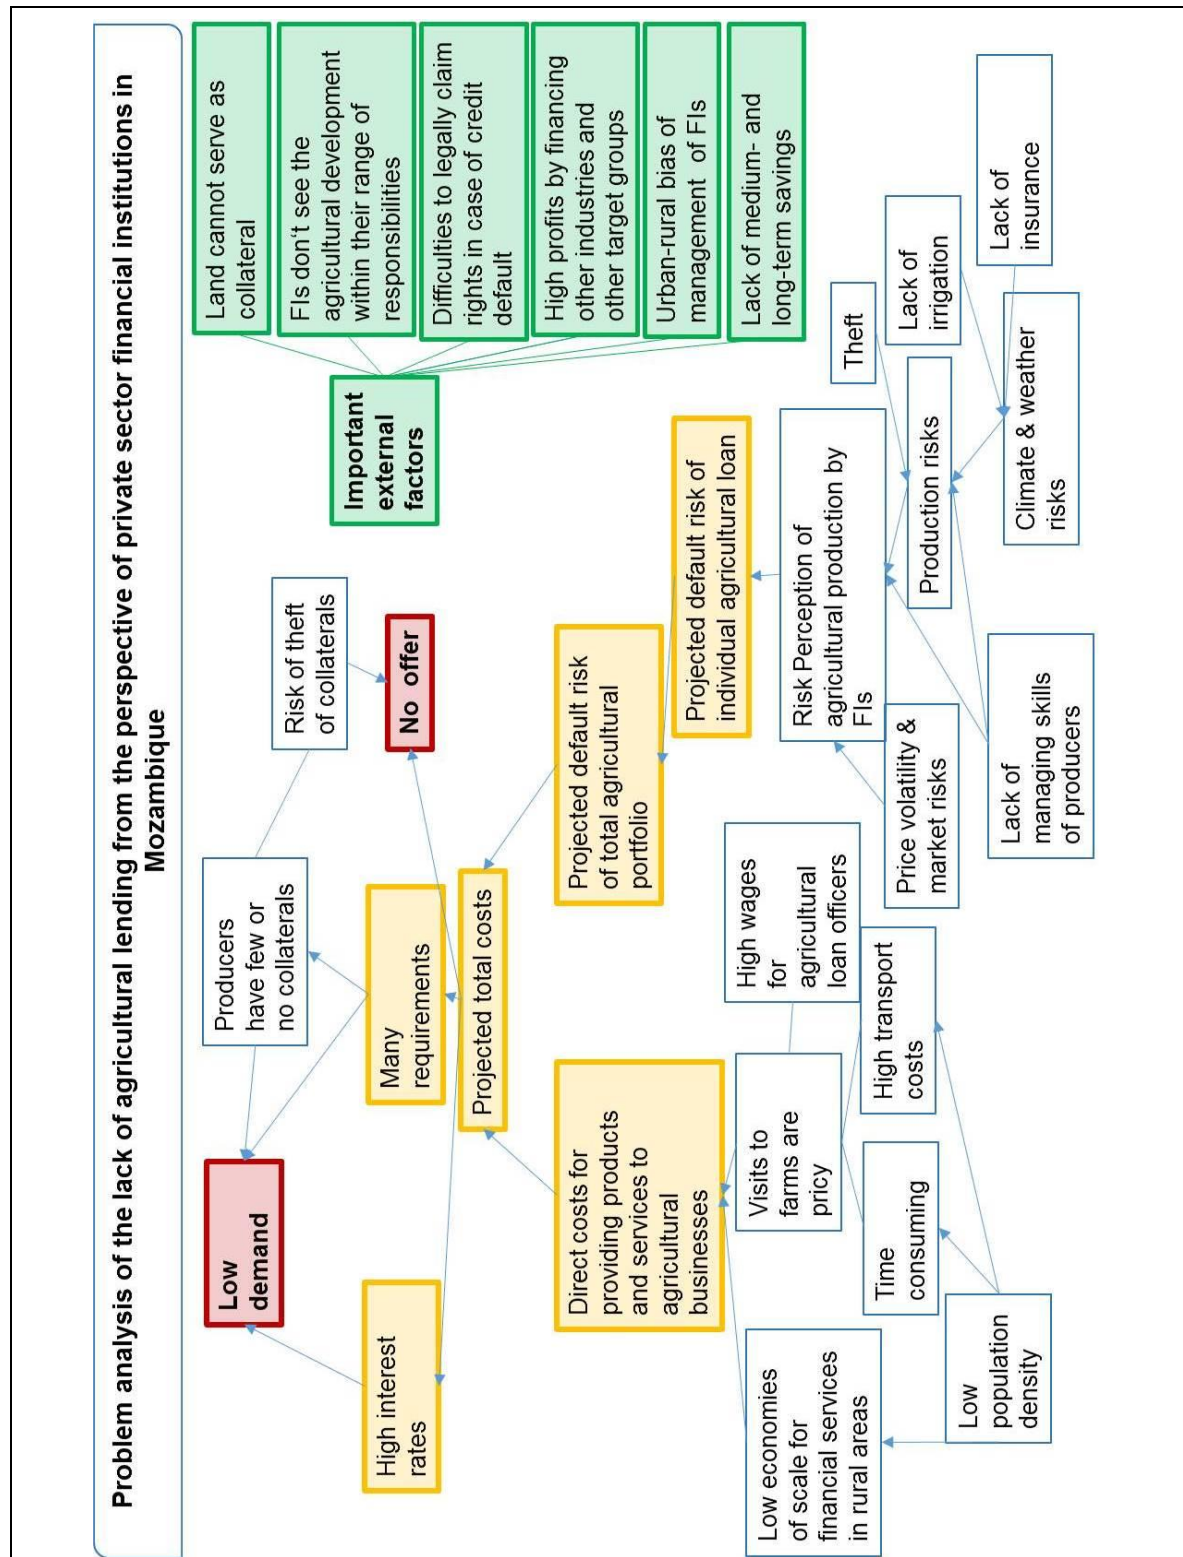 Problem analysis of the lack of agricultural lending from the perspective of private sector financial institutions in
Mozambique
Low
demand
Producers
have few or
no collaterals
Risk of theft
of collaterals
No offer
High interest
rates
Many
requirements
Projected total costs
Direct costs for
providing products
and services to
agricultural
businesses
Projected default risk
of total agricultural
portfolio
Projected default risk of
individual agricultural loan
Low economies
of scale for
financial services
in rural areas
Visits to
farms are
pricy
High wages
for
agricultural
loan officers
Time
consuming
High transport
costs
Low
population
density
Risk Perception of
agricultural production by
FIs
Price volatility &
market risks
Production risks
Theft
Lack of
managing skills
of producers
Climate & weather
risks
Lack of
irrigation
Lack of
insurance
Important
external
factors
Land cannot serve as
collateral
FIs don't see the
agricultural development
within their range of
responsibilities
Difficulties to legally claim
rights in case of credit
default
High profits by financing
other industries and
other target groups
Urban-rural bias of
management of FIs
Lack of medium- and
long-term savings